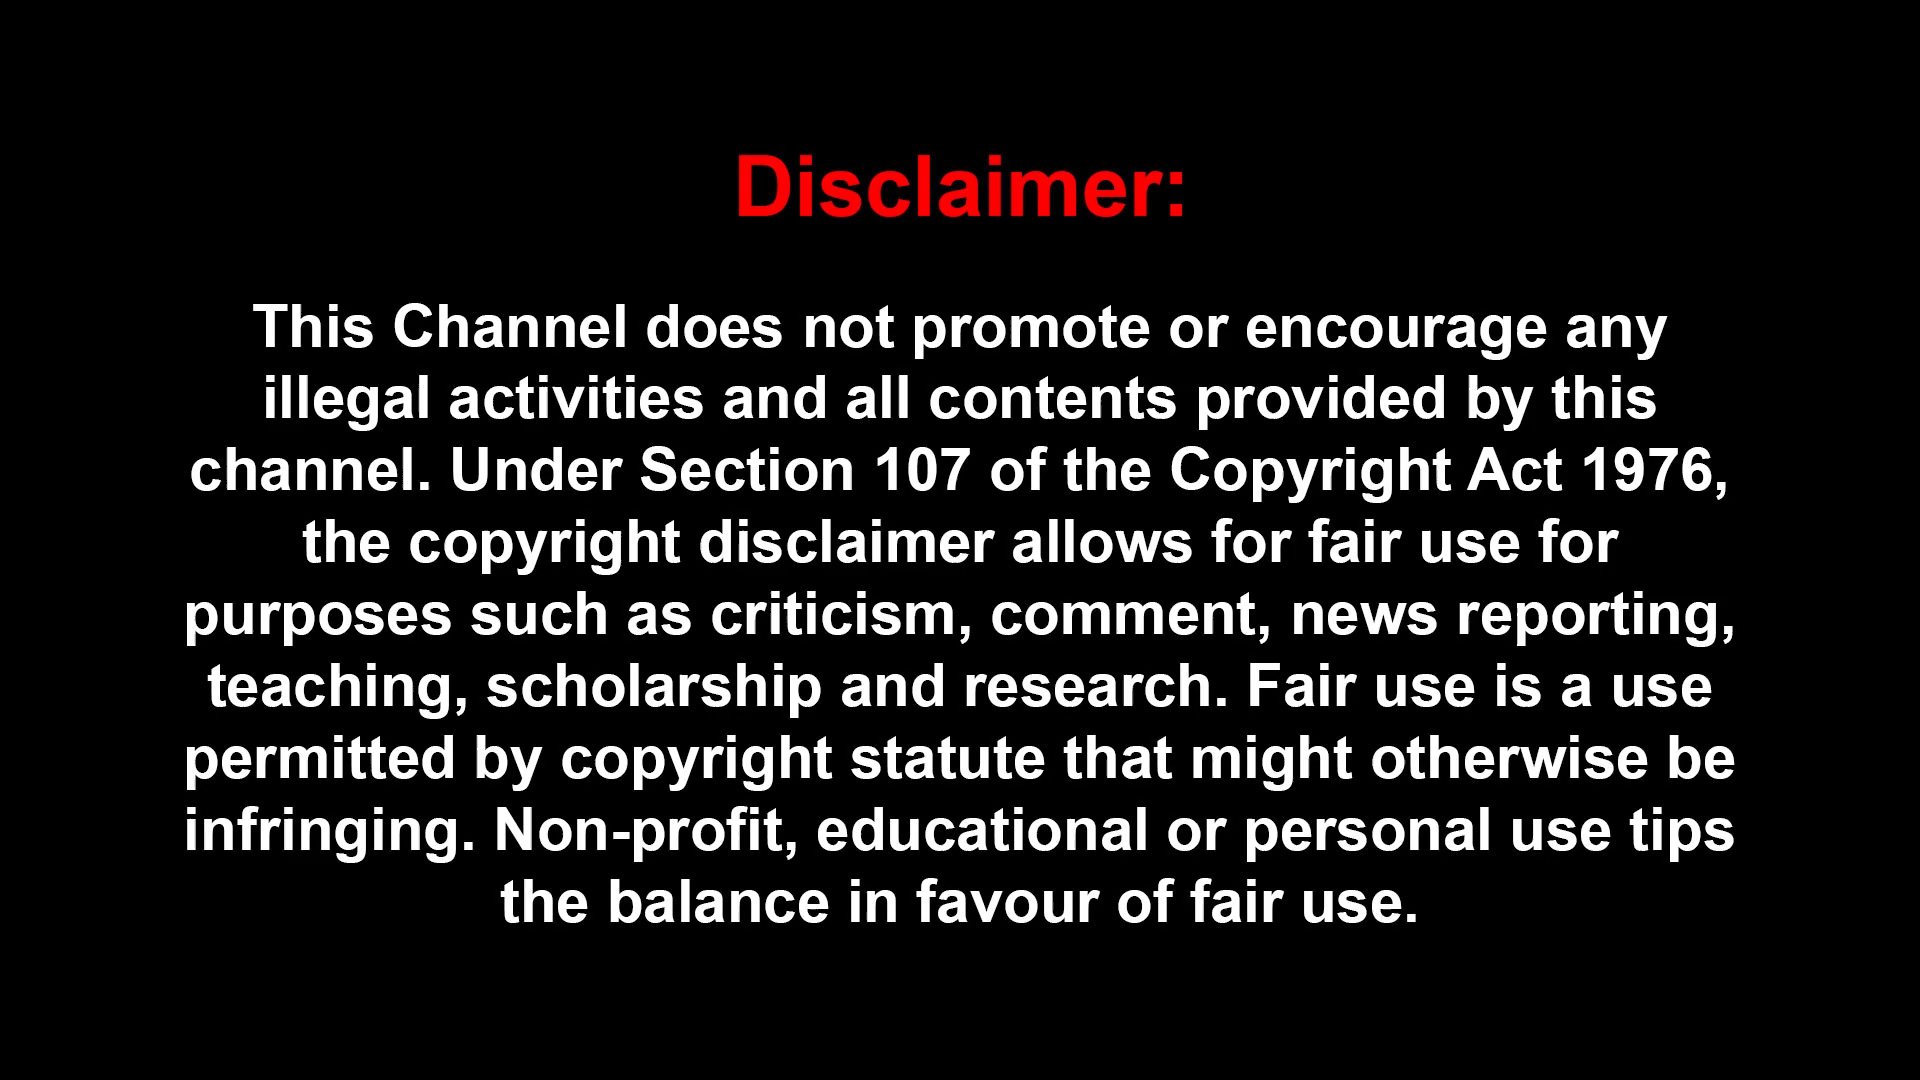 Disclaimer:
This Channel does not promote or encourage any
illegal activities and all contents provided by this
channel. Under Section 107 of the Copyright Act 1976,
the copyright disclaimer allows for fair use for
purposes such as criticism, comment, news reporting,
teaching, scholarship and research. Fair use is a use
permitted by copyright statute that might otherwise be
infringing. Non-profit, educational or personal use tips
the balance in favour of fair use.